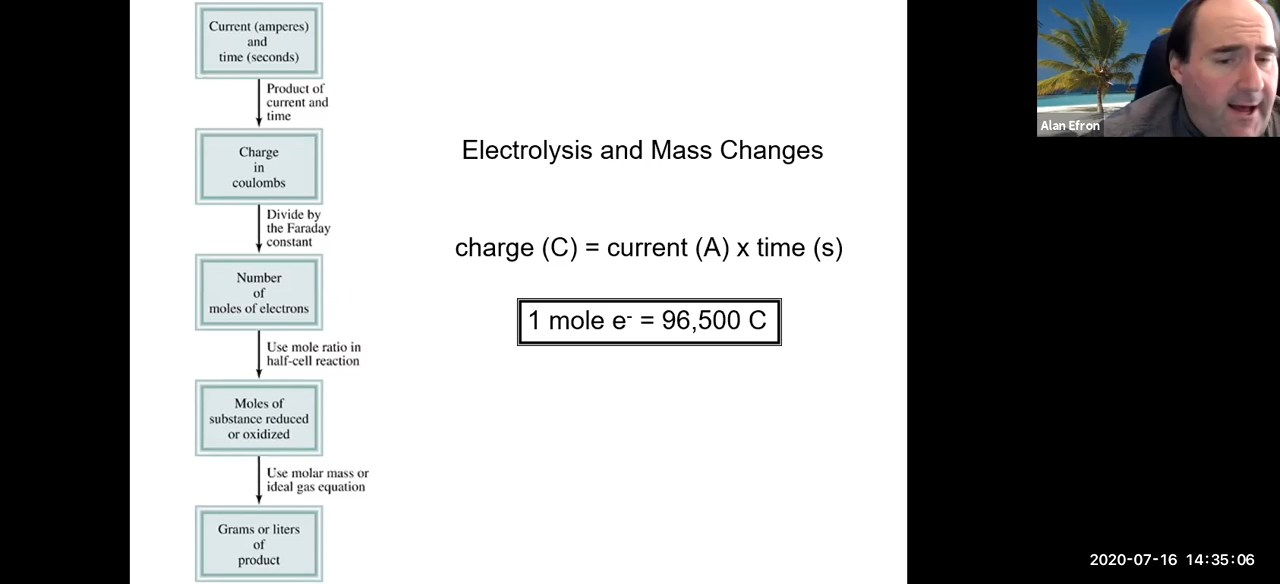 Current (amperes)
and
time (seconds)
Product of
current and
time
Charge
in
coulombs
Divide by
the Faraday
constant
Number
of
moles of electrons
Use mole ratio in
half-cell reaction
Moles of
substance reduced
or oxidized
Use molar mass or
ideal gas equation
Grams or liters
of
product
Electrolysis and Mass Changes
charge (C) = current (A) x time (s)
1 mole e⁻ = 96,500 C
Alan Efron
2020-07-16 14:35:06